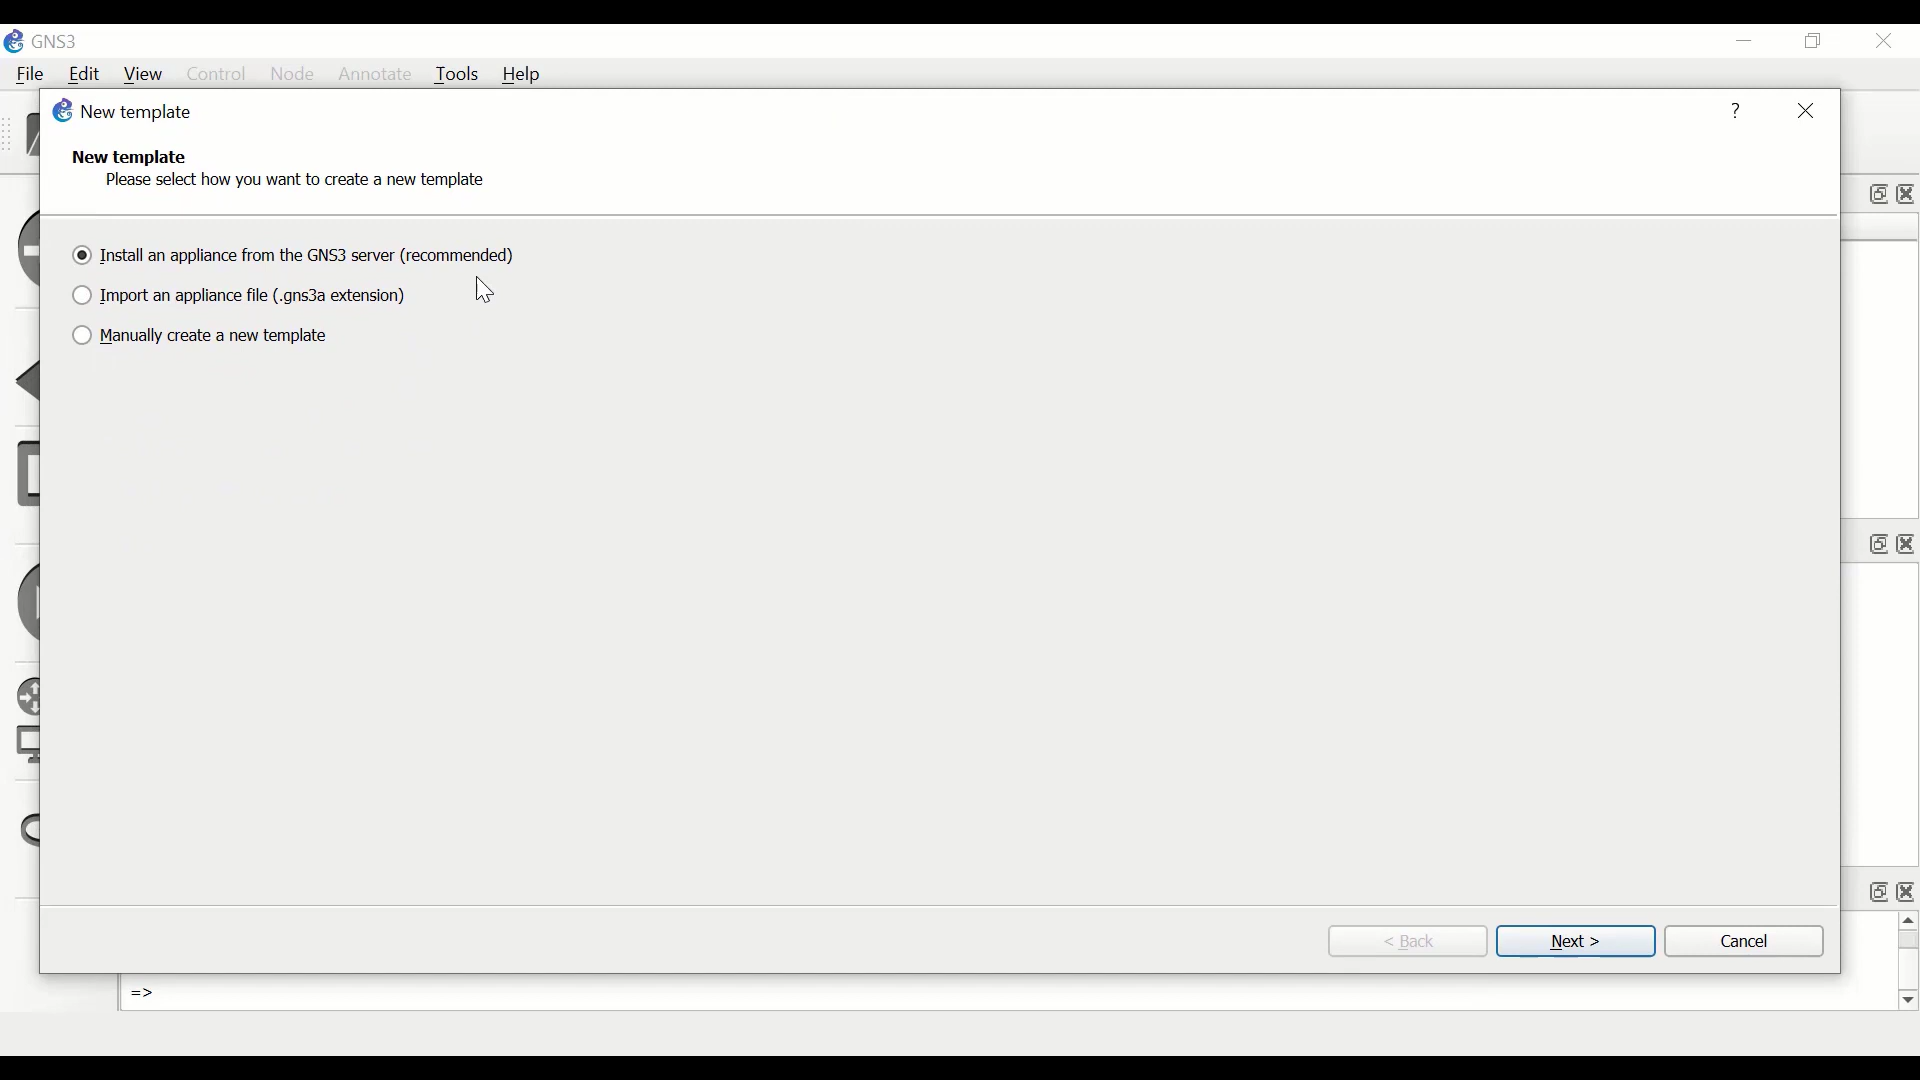 GNS3
File Edit View Control Node Annotate Tools Help
New template
?
New template
Please select how you want to create a new template
Install an appliance from the GNS3 server (recommended)
Import an appliance file (.gns3a extension)
Manually create a new template
< Back Next > Cancel
=>